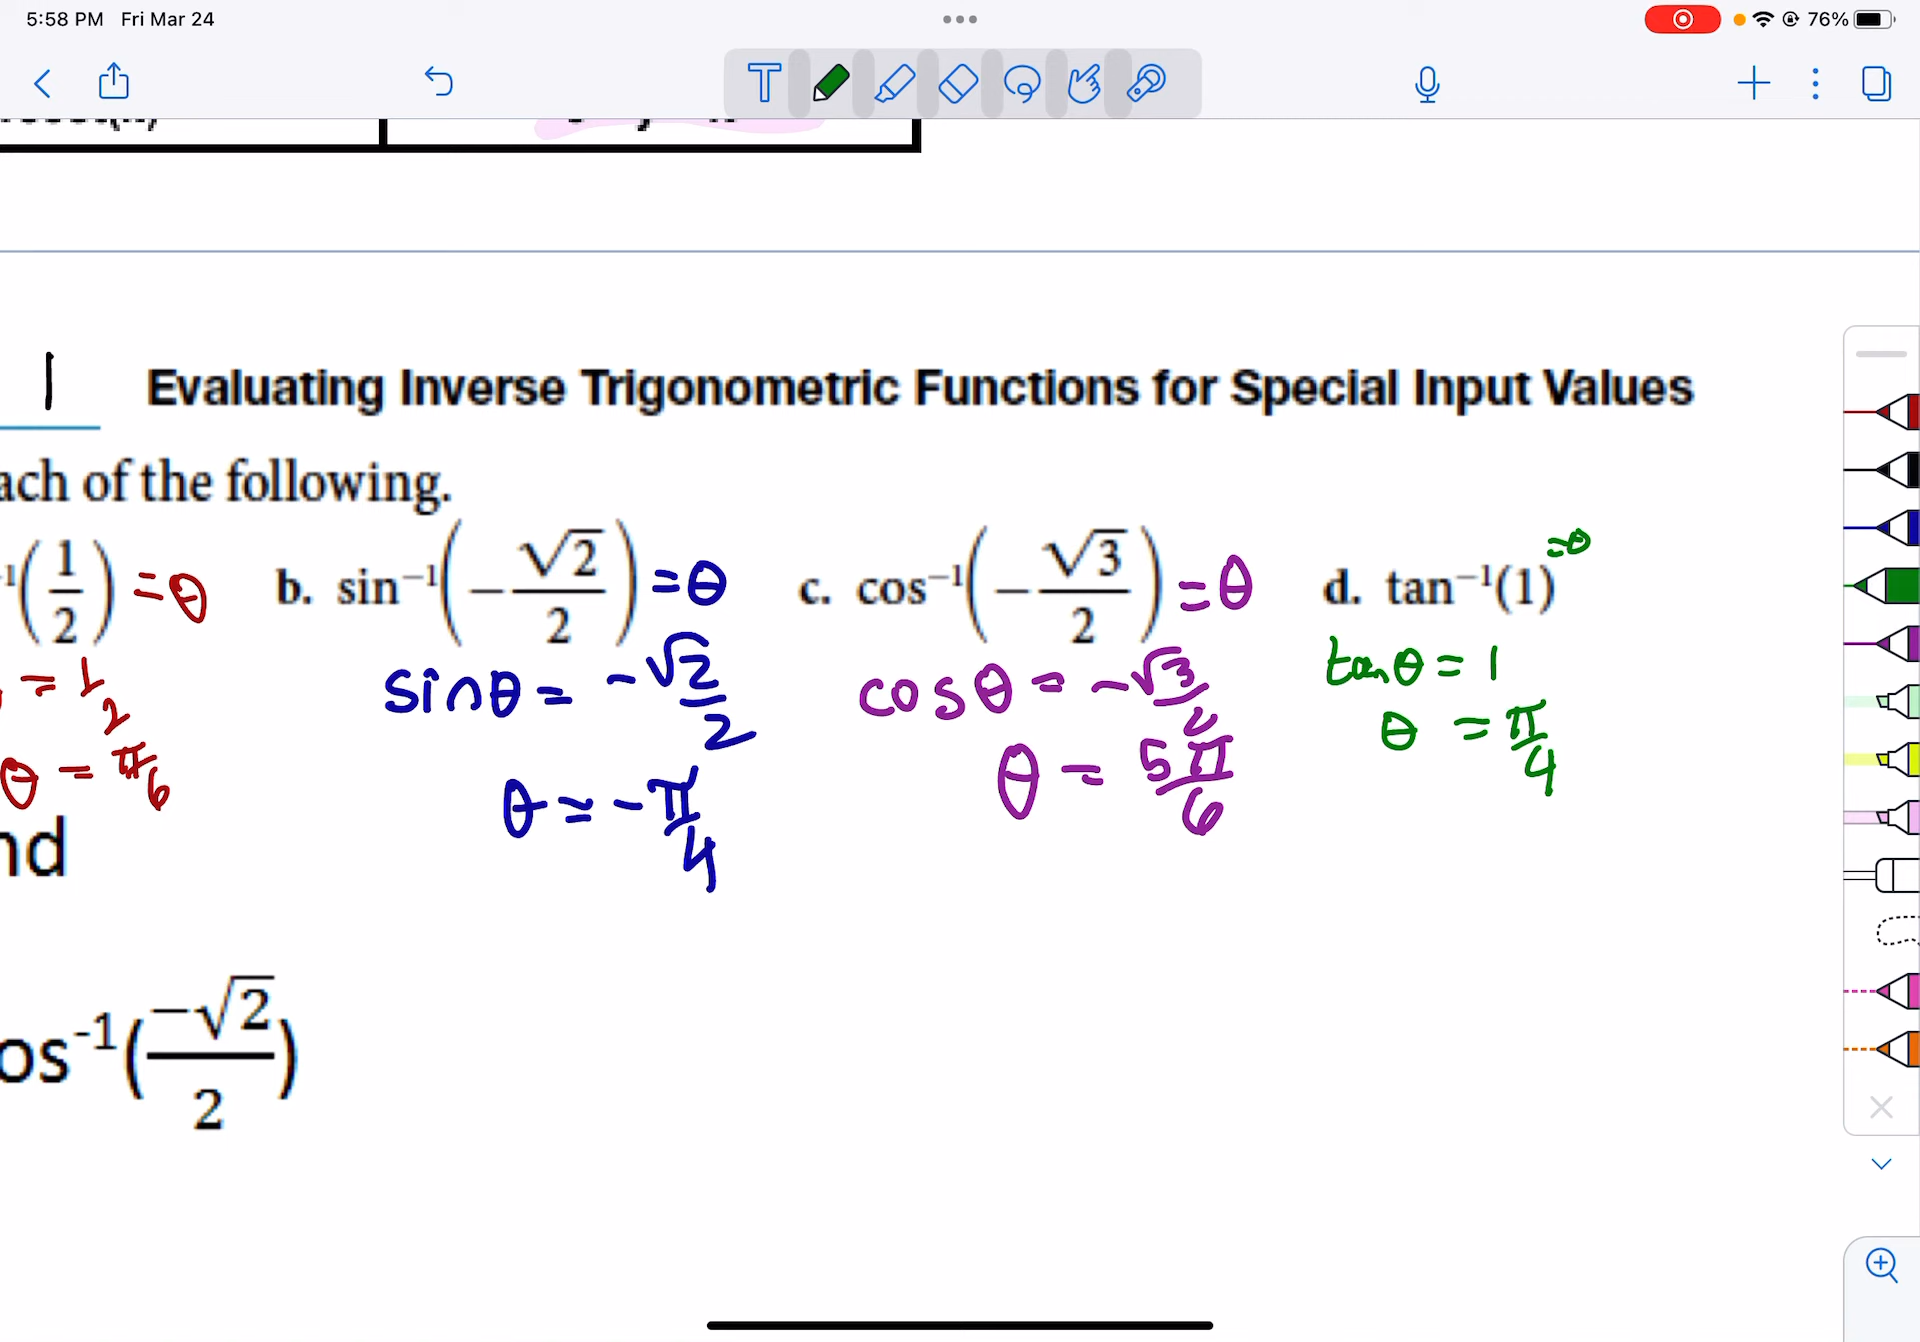 5:58 PM Fri Mar 24
76%
1 Evaluating Inverse Trigonometric Functions for Special Input Values
ach of the following.
⁻¹(1/2) = θ b. sin⁻¹(−√2/2) = θ c. cos⁻¹(−√3/2) = θ d. tan⁻¹(1) = θ
= 1/2 sinθ = -√2/2 cosθ = -√3/2 tanθ = 1
θ = π/6 θ = -π/4 θ = 5π/6 θ = π/4
nd
os⁻¹(−√2/2)